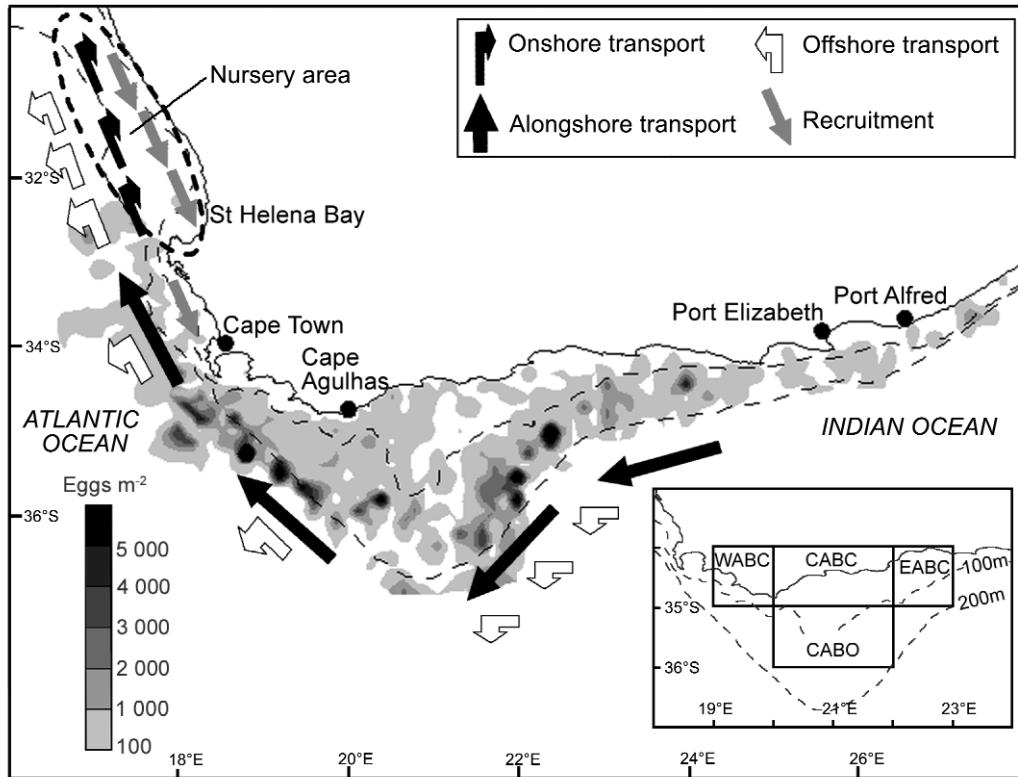 Onshore transport
Offshore transport
Alongshore transport
Recruitment
Nursery area
32°S
St Helena Bay
Port Elizabeth
Port Alfred
34°S
Cape Town
Cape
Agulhas
ATLANTIC
OCEAN
INDIAN OCEAN
Eggs m-2
36°S
5 000
4 000
3 000
2 000
1 000
100
WABC
CABC
EABC
100m
200m
35°S
CABO
36°S
19°E
21°E
23°E
18°E
20°E
22°E
24°E
26°E